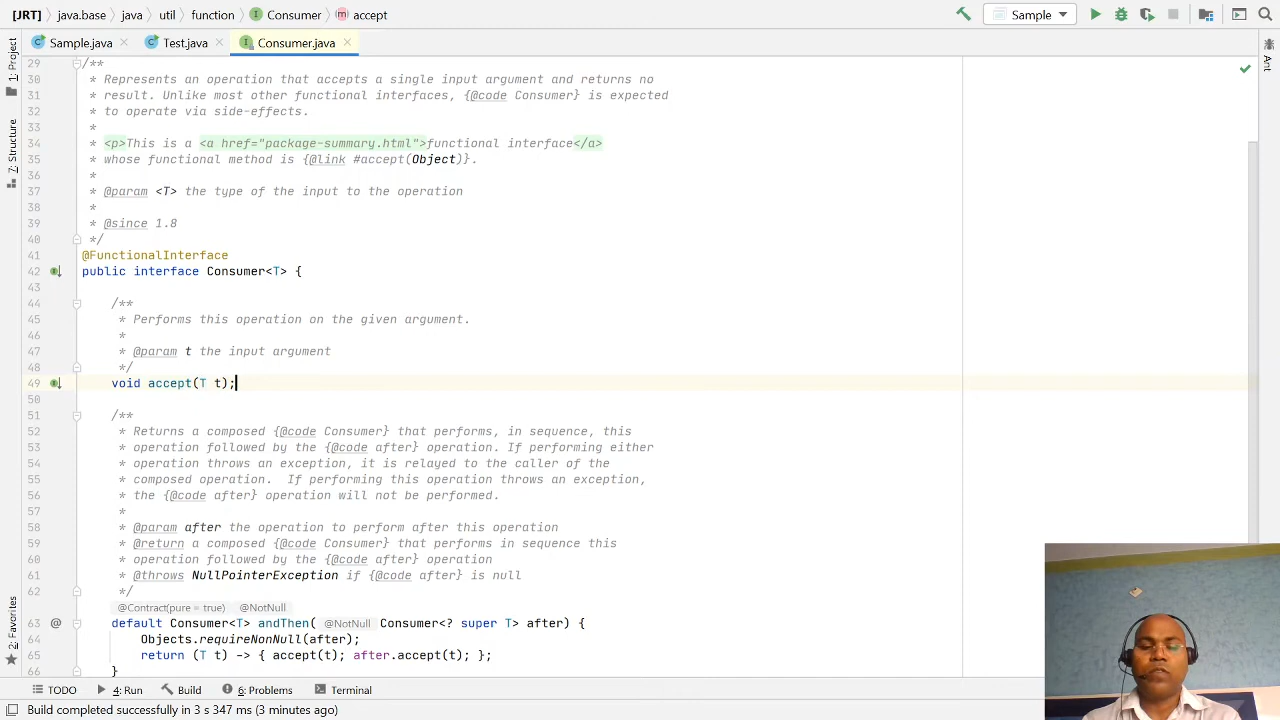 [JRT] java.base java util function Consumer accept
Sample
Sample.java Test.java Consumer.java
1: Project
7: Structure
2: Favorites
Ant
29 /**
30 * Represents an operation that accepts a single input argument and returns no
31 * result. Unlike most other functional interfaces, {@code Consumer} is expected
32 * to operate via side-effects.
33 *
34 * <p>This is a <a href="package-summary.html">functional interface</a>
35 * whose functional method is {@link #accept(Object)}.
36 *
37 * @param <T> the type of the input to the operation
38 *
39 * @since 1.8
40 */
41 @FunctionalInterface
42 public interface Consumer<T> {
43
44 /**
45 * Performs this operation on the given argument.
46 *
47 * @param t the input argument
48 */
49 void accept(T t);
50
51 /**
52 * Returns a composed {@code Consumer} that performs, in sequence, this
53 * operation followed by the {@code after} operation. If performing either
54 * operation throws an exception, it is relayed to the caller of the
55 * composed operation.  If performing this operation throws an exception,
56 * the {@code after} operation will not be performed.
57 *
58 * @param after the operation to perform after this operation
59 * @return a composed {@code Consumer} that performs in sequence this
60 * operation followed by the {@code after} operation
61 * @throws NullPointerException if {@code after} is null
62 */
@Contract(pure = true) @NotNull
63 @ default Consumer<T> andThen( @NotNull Consumer<? super T> after) {
64 Objects.requireNonNull(after);
65 return (T t) -> { accept(t); after.accept(t); };
66 }
TODO 4: Run Build 6: Problems Terminal
Build completed successfully in 3 s 347 ms (3 minutes ago)